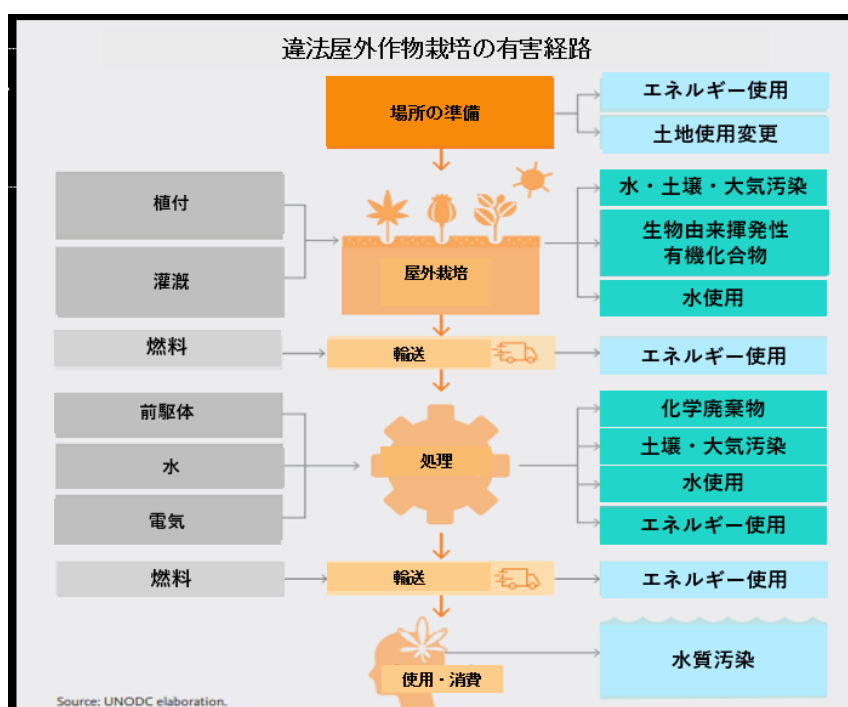 違法屋外作物栽培の有害経路
場所の準備
エネルギー使用
土地使用変更
植付
灌漑
屋外栽培
水・土壌・大気汚染
生物由来揮発性
有機化合物
水使用
燃料
輸送
エネルギー使用
前駆体
水
電気
処理
化学廃棄物
土壌・大気汚染
水使用
エネルギー使用
燃料
輸送
エネルギー使用
使用・消費
水質汚染
Source: UNODC elaboration.